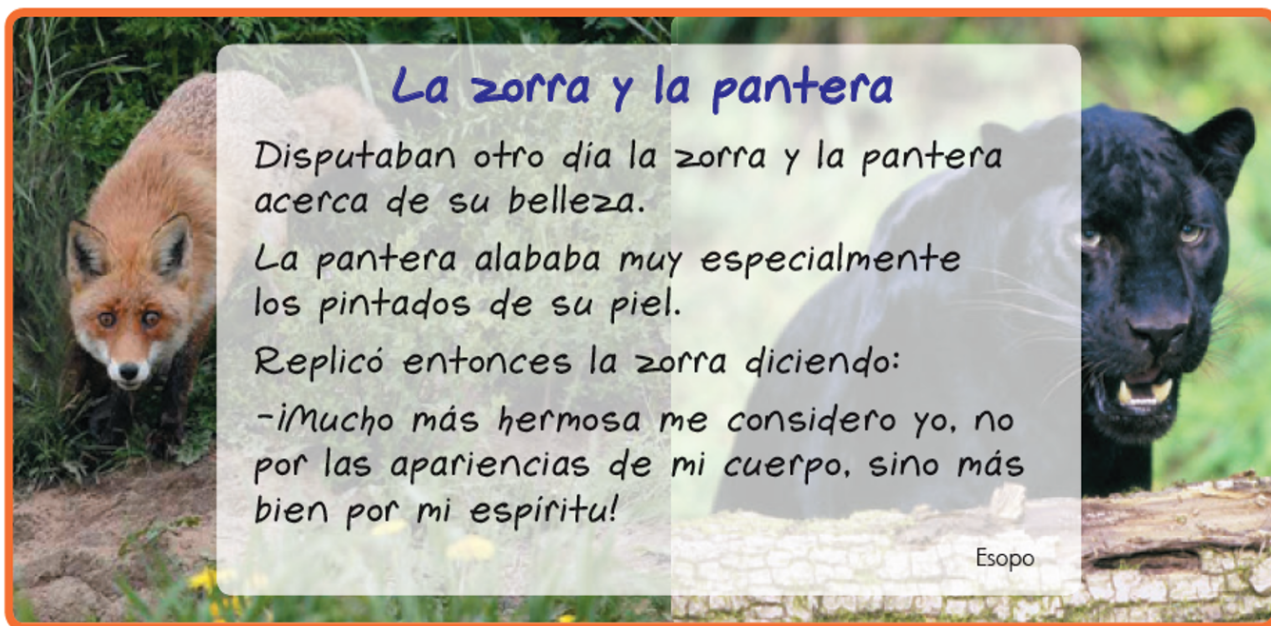 La zorra y la pantera
Disputaban otro día la zorra y la pantera
acerca de su belleza.
La pantera alababa muy especialmente
los pintados de su piel.
Replicó entonces la zorra diciendo:
-¡Mucho más hermosa me considero yo, no
por las apariencias de mi cuerpo, sino más
bien por mi espíritu!
Esopo